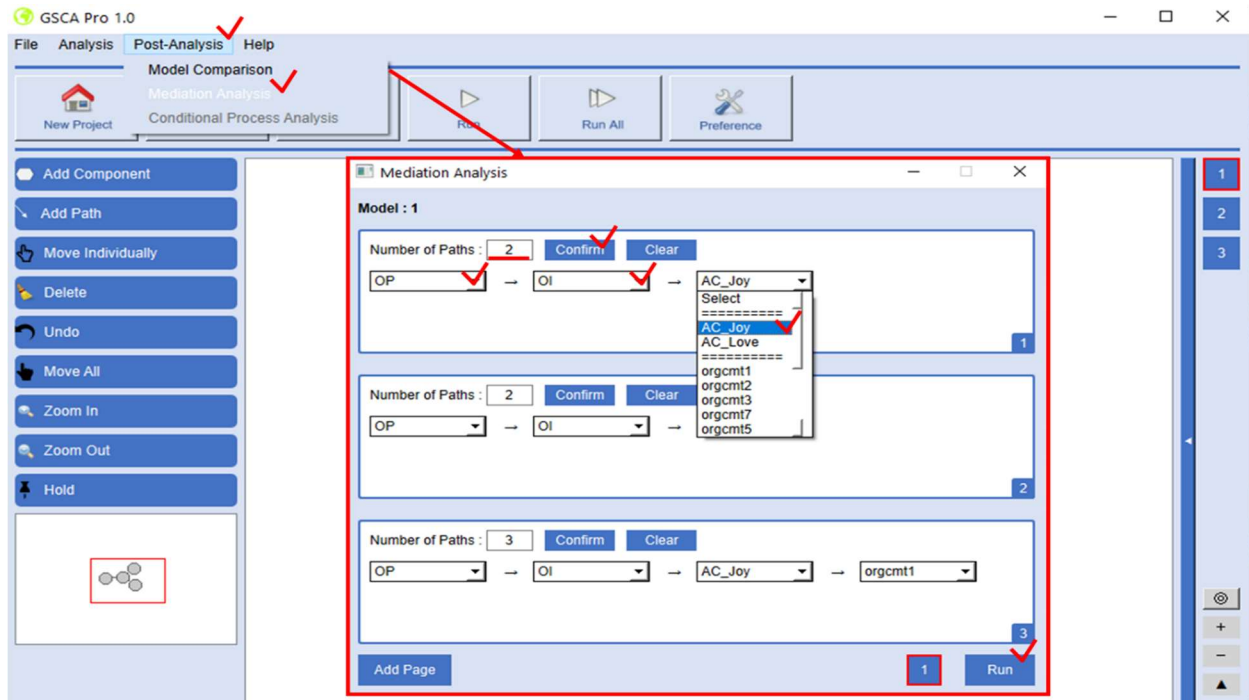 GSCA Pro 1.0
File Analysis Post-Analysis Help
Model Comparison
Mediation Analysis
Conditional Process Analysis
New Project
Run
Run All
Preference
Add Component
Add Path
Move Individually
Delete
Undo
Move All
Zoom In
Zoom Out
Hold
Mediation Analysis
Model : 1
Number of Paths : 2 Confirm Clear
OP → OI → AC_Joy
Select
==========
AC_Joy
AC_Love
==========
orgcmt1
orgcmt2
orgcmt3
orgcmt7
orgcmt5
1
Number of Paths : 2 Confirm Clear
OP → OI →
2
Number of Paths : 3 Confirm Clear
OP → OI → AC_Joy → orgcmt1
3
Add Page 1 Run
1
2
3
+
−